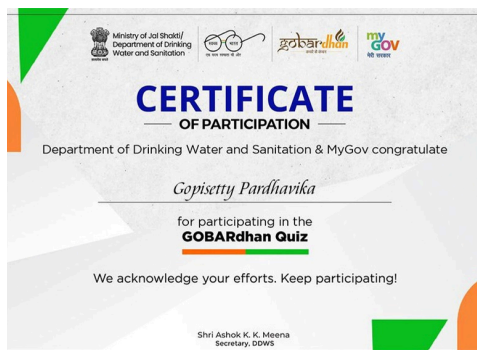 Ministry of Jal Shakti/
Department of Drinking
Water and Sanitation
gobardhan
my
GOV
मेरी सरकार
CERTIFICATE
OF PARTICIPATION
Department of Drinking Water and Sanitation & MyGov congratulate
Gopisetty Pardhavika
for participating in the
GOBARdhan Quiz
We acknowledge your efforts. Keep participating!
Shri Ashok K. K. Meena
Secretary, DDWS